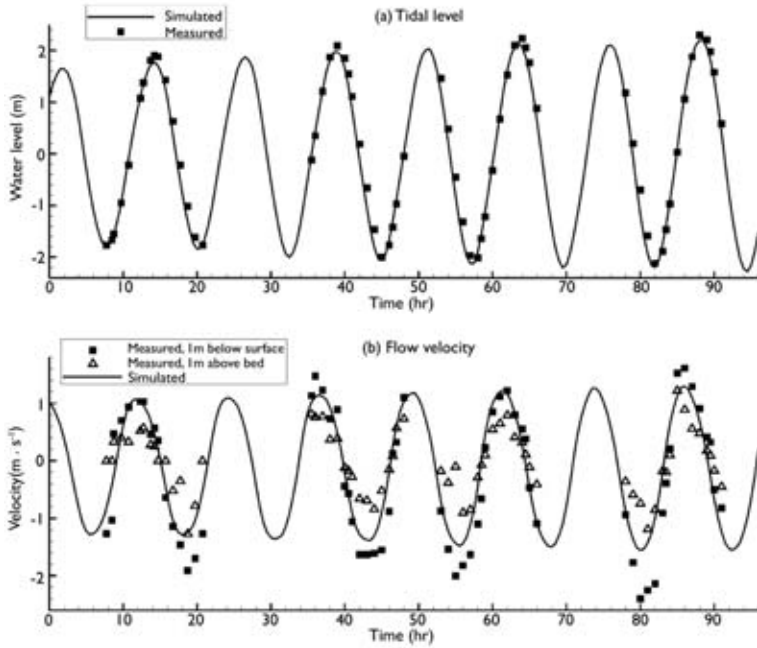 (a) Tidal level
Simulated
Measured
Water level (m)
2
1
0
-1
-2
0 10 20 30 40 50 60 70 80 90
Time (hr)
(b) Flow velocity
Measured, 1m below surface
Measured, 1m above bed
Simulated
Velocity(m · s⁻¹)
1
0
-1
-2
0 10 20 30 40 50 60 70 80 90
Time (hr)